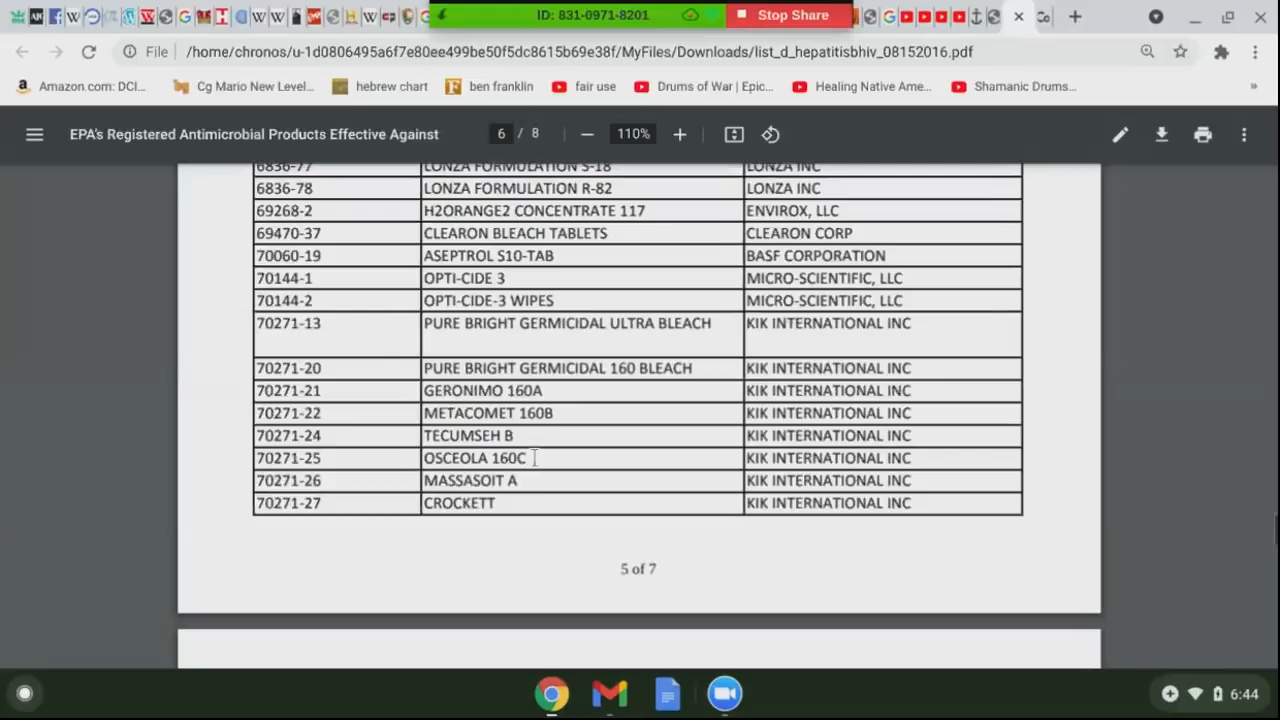 ID: 831-0971-8201
Stop Share
File
/home/chronos/u-1d0806495a6f7e80ee499be50f5dc8615b69e38f/MyFiles/Downloads/list_d_hepatitisbhiv_08152016.pdf
Amazon.com: DCI...
Cg Mario New Level...
hebrew chart
ben franklin
fair use
Drums of War | Epic...
Healing Native Ame...
Shamanic Drums...
»
EPA's Registered Antimicrobial Products Effective Against
6 / 8
110%
6836-77 LONZA FORMULATION S-18 LONZA INC
6836-78 LONZA FORMULATION R-82 LONZA INC
69268-2 H2ORANGE2 CONCENTRATE 117 ENVIROX, LLC
69470-37 CLEARON BLEACH TABLETS CLEARON CORP
70060-19 ASEPTROL S10-TAB BASF CORPORATION
70144-1 OPTI-CIDE 3 MICRO-SCIENTIFIC, LLC
70144-2 OPTI-CIDE-3 WIPES MICRO-SCIENTIFIC, LLC
70271-13 PURE BRIGHT GERMICIDAL ULTRA BLEACH KIK INTERNATIONAL INC
70271-20 PURE BRIGHT GERMICIDAL 160 BLEACH KIK INTERNATIONAL INC
70271-21 GERONIMO 160A KIK INTERNATIONAL INC
70271-22 METACOMET 160B KIK INTERNATIONAL INC
70271-24 TECUMSEH B KIK INTERNATIONAL INC
70271-25 OSCEOLA 160C KIK INTERNATIONAL INC
70271-26 MASSASOIT A KIK INTERNATIONAL INC
70271-27 CROCKETT KIK INTERNATIONAL INC
5 of 7
6:44